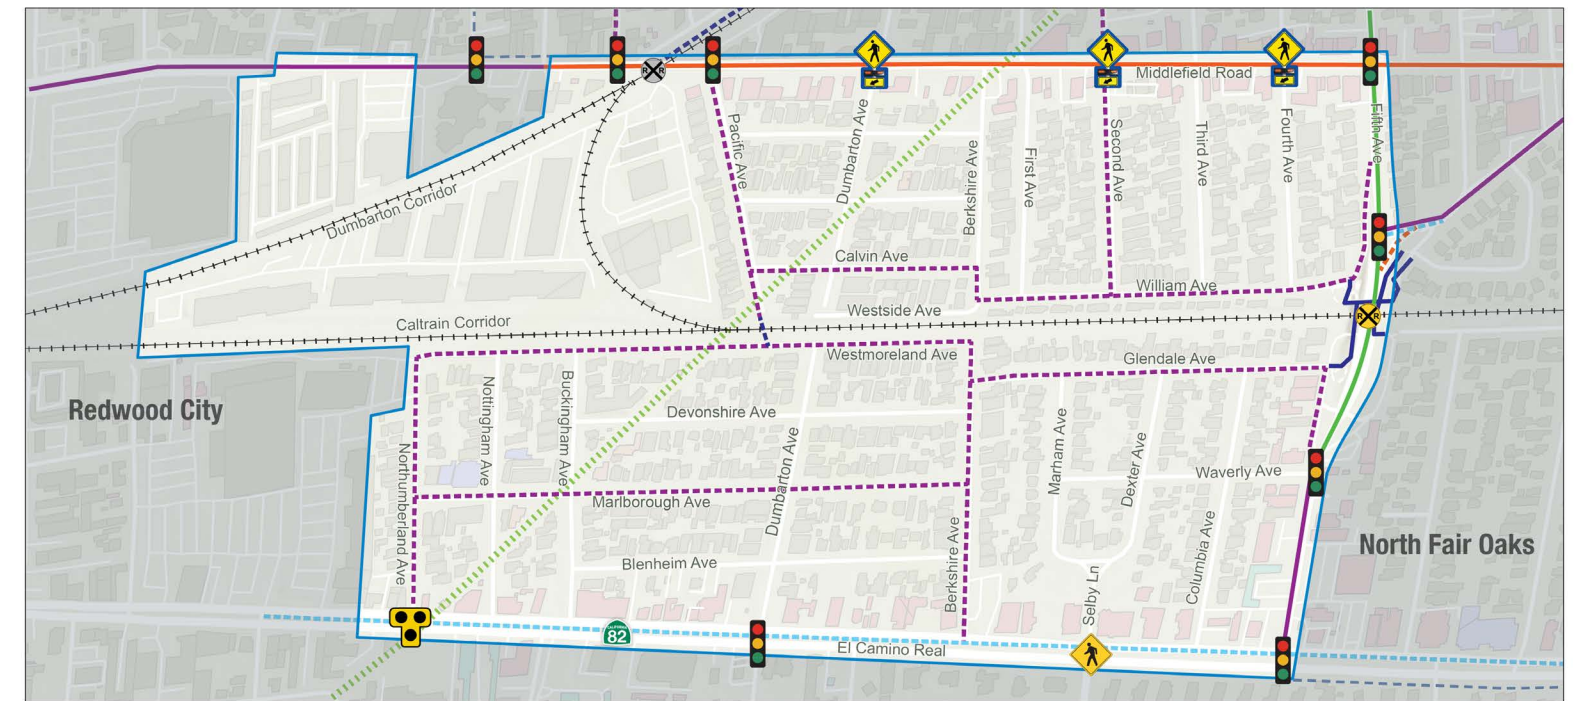 Middlefield Road
R R
Pacific Ave
Dumbarton Ave
Berkshire Ave
First Ave
Second Ave
Third Ave
Fourth Ave
Fifth Ave
Dumbarton Corridor
Calvin Ave
William Ave
Westside Ave
Caltrain Corridor
R R
Westmoreland Ave
Glendale Ave
Redwood City
Nottingham Ave
Buckingham Ave
Devonshire Ave
Northumberland Ave
Dumbarton Ave
Marham Ave
Dexter Ave
Waverly Ave
Marlborough Ave
North Fair Oaks
Blenheim Ave
Berkshire Ave
Selby Ln
Columbia Ave
CALIFORNIA
82
El Camino Real